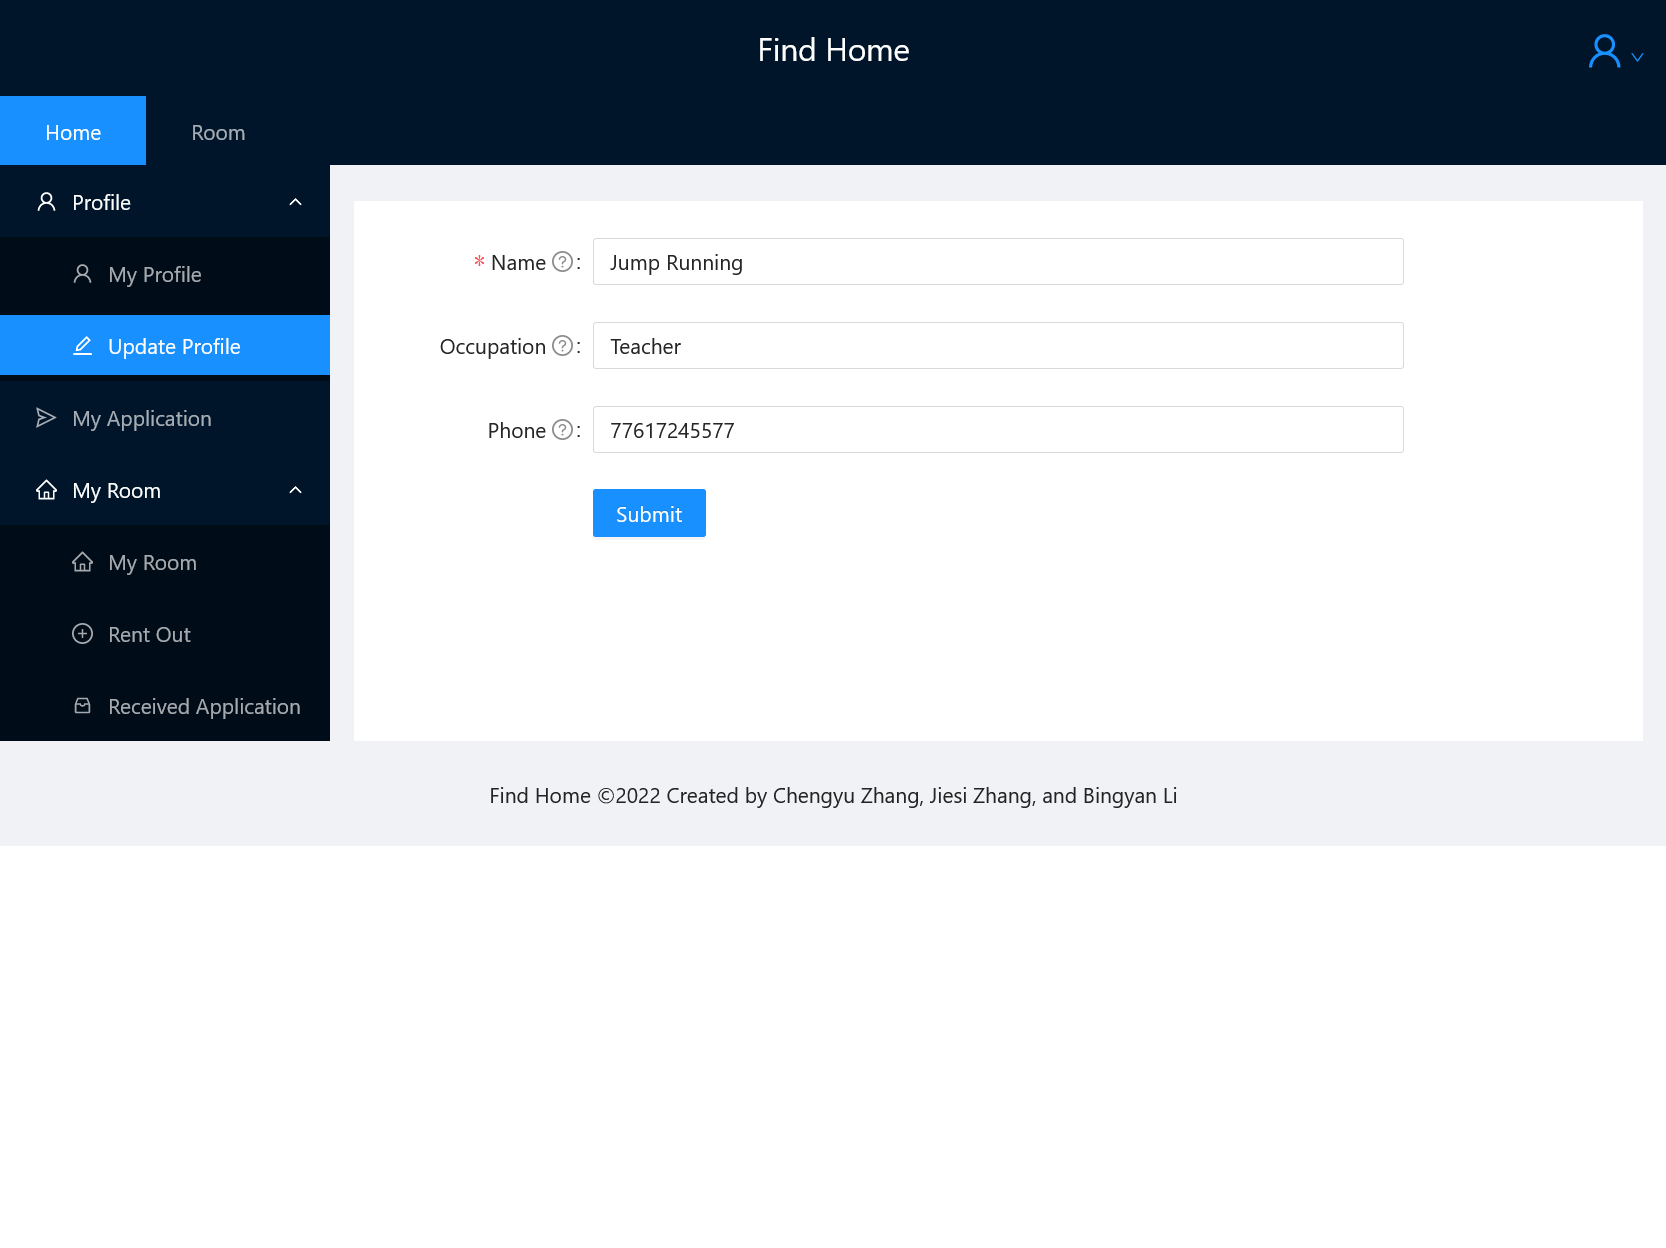 Find Home
Home
Room
Profile
My Profile
Update Profile
My Application
My Room
My Room
Rent Out
Received Application
* Name ? : Jump Running
Occupation ? : Teacher
Phone ? : 77617245577
Submit
Find Home ©2022 Created by Chengyu Zhang, Jiesi Zhang, and Bingyan Li